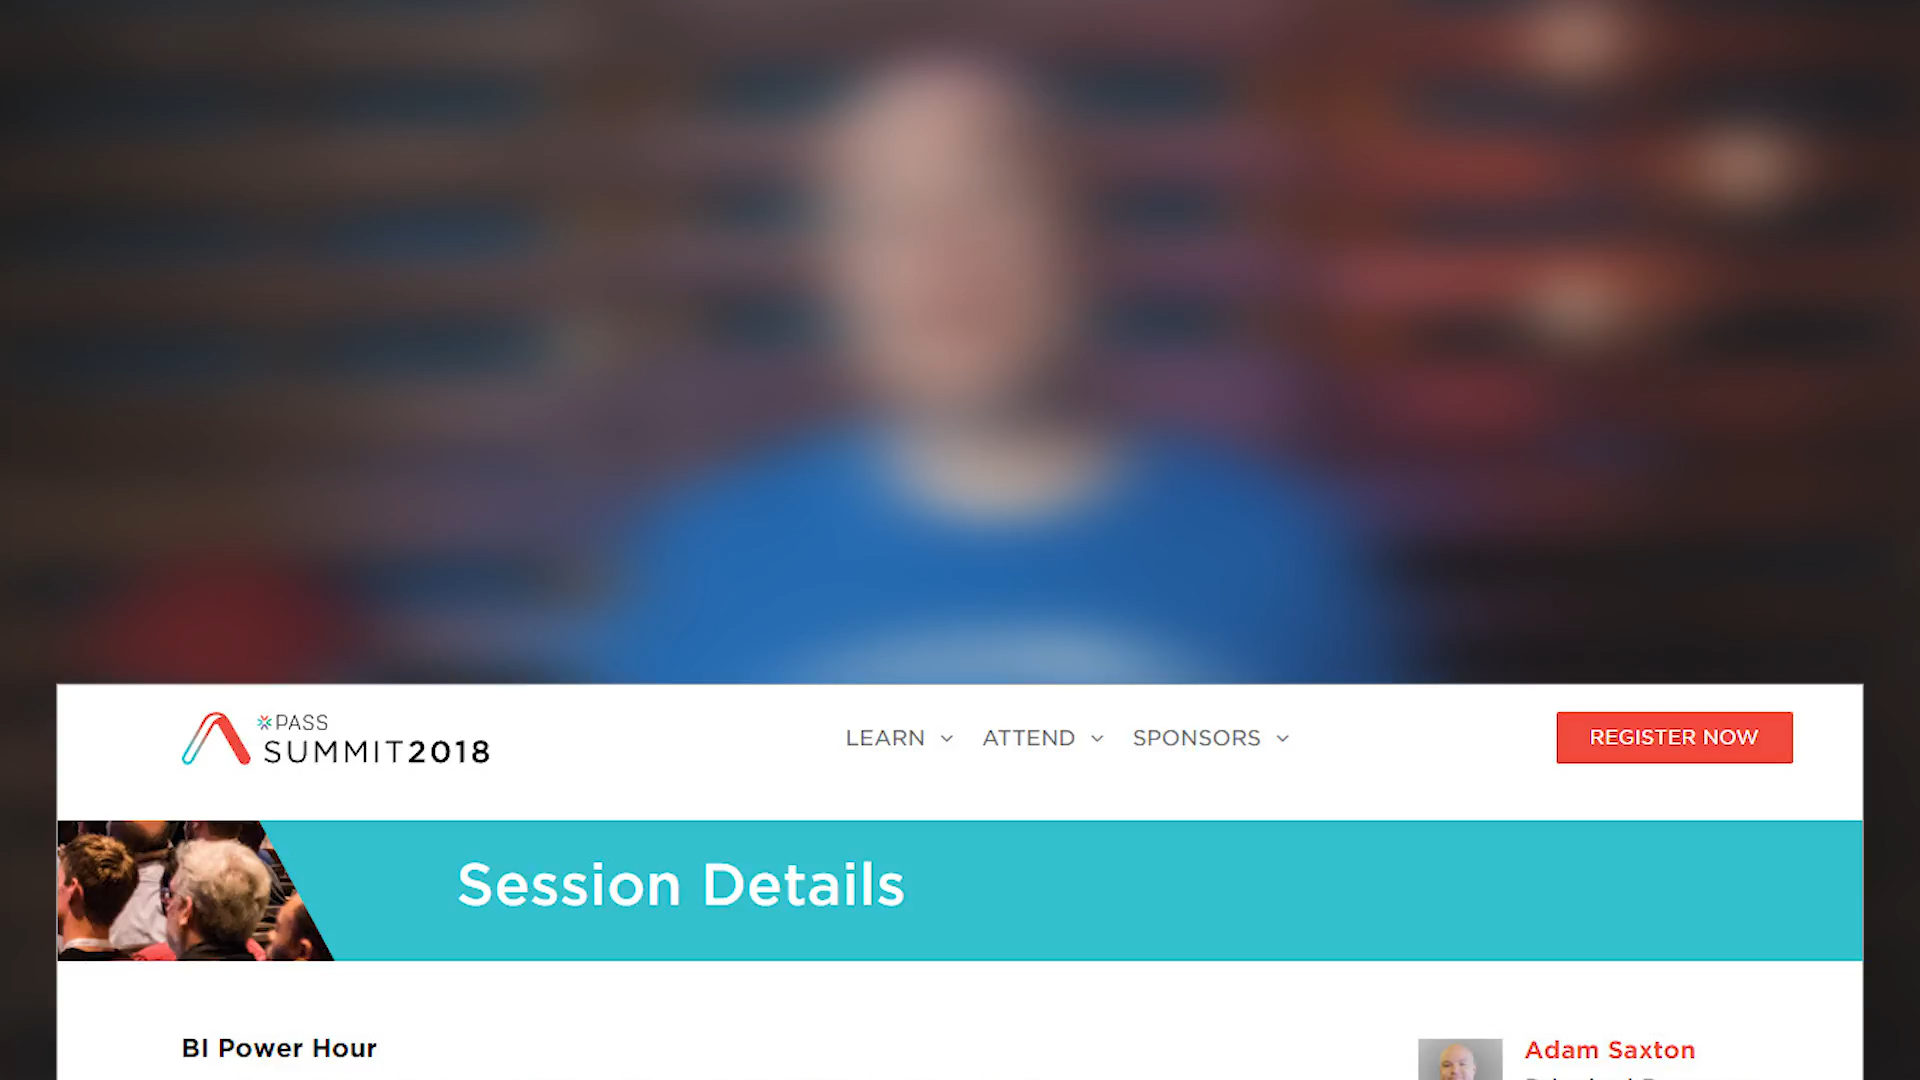 PASS
SUMMIT2018
LEARN
ATTEND
SPONSORS
REGISTER NOW
Session Details
BI Power Hour
Adam Saxton